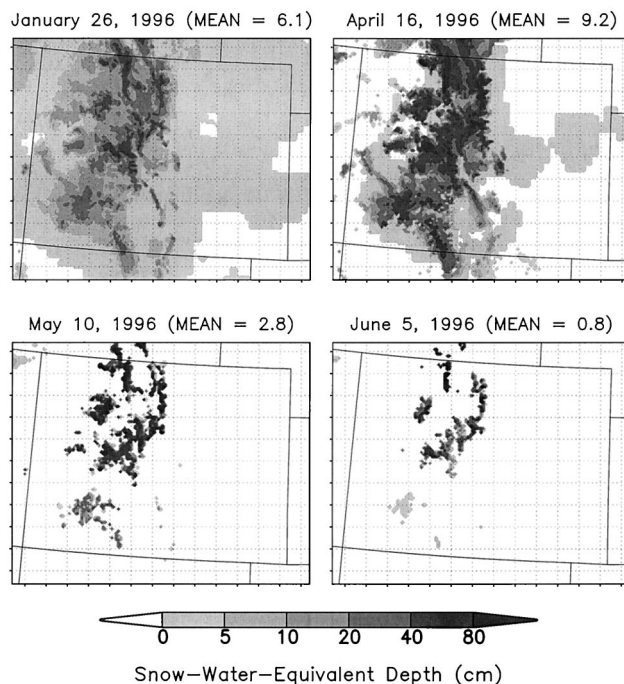 January 26, 1996 (MEAN = 6.1)
April 16, 1996 (MEAN = 9.2)
May 10, 1996 (MEAN = 2.8)
June 5, 1996 (MEAN = 0.8)
0 5 10 20 40 80
Snow-Water-Equivalent Depth (cm)